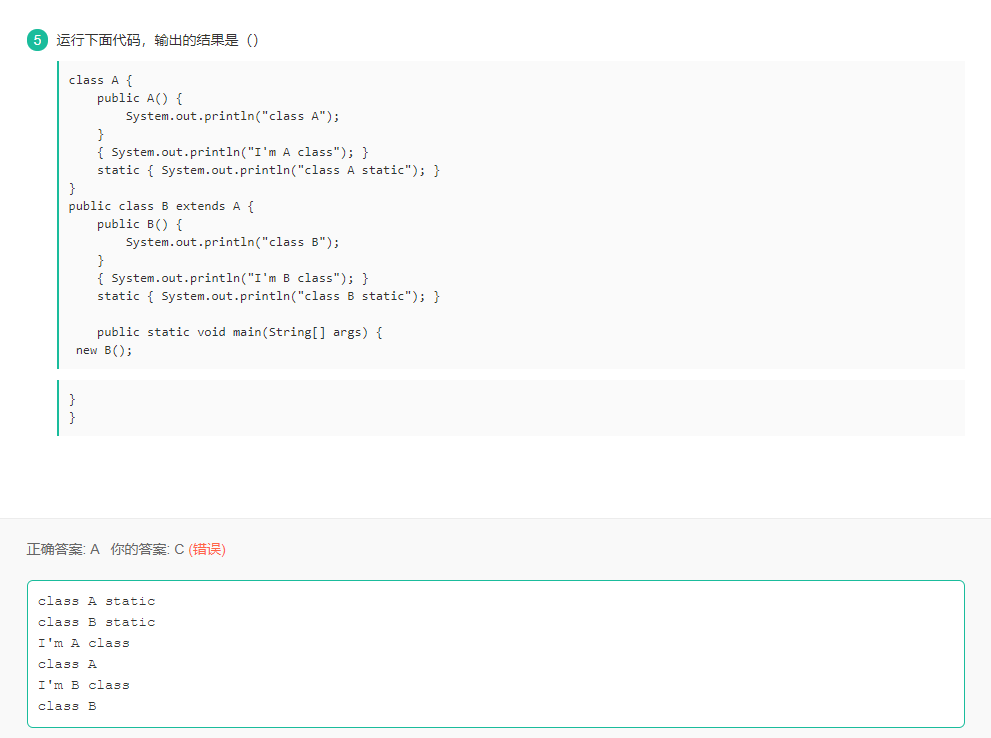 5 运行下面代码，输出的结果是（）
class A {
    public A() {
        System.out.println("class A");
    }
    { System.out.println("I'm A class"); }
    static { System.out.println("class A static"); }
}
public class B extends A {
    public B() {
        System.out.println("class B");
    }
    { System.out.println("I'm B class"); }
    static { System.out.println("class B static"); }
    public static void main(String[] args) {
 new B();
}
}
正确答案: A 你的答案: C (错误)
class A static
class B static
I'm A class
class A
I'm B class
class B